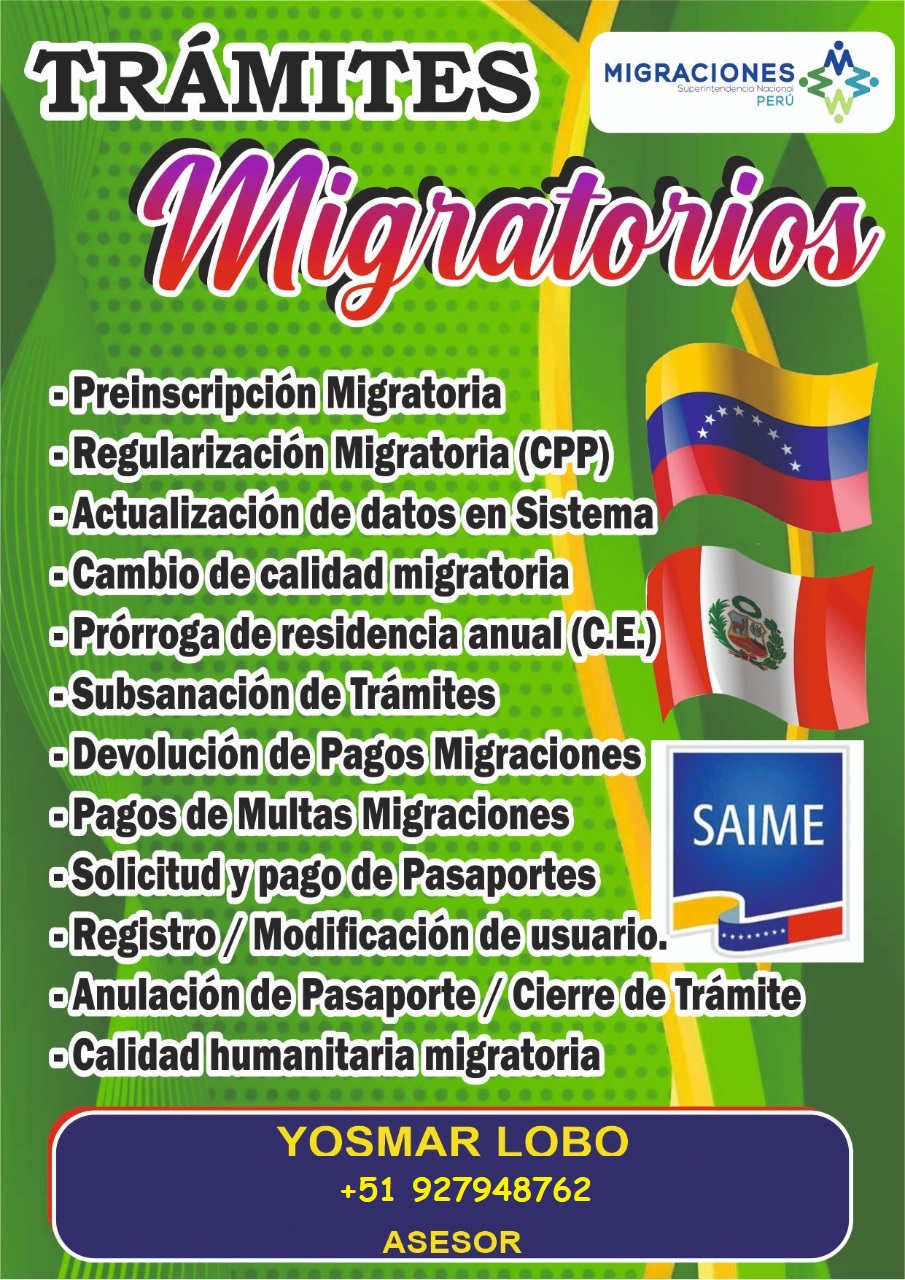 TRÁMITES
MIGRACIONES
Superintendencia Nacional
PERÚ
Migratorios
- Preinscripción Migratoria
- Regularización Migratoria (CPP)
- Actualización de datos en Sistema
- Cambio de calidad migratoria
- Prórroga de residencia anual (C.E.)
- Subsanación de Trámites
- Devolución de Pagos Migraciones
SAIME
- Pagos de Multas Migraciones
- Solicitud y pago de Pasaportes
- Registro / Modificación de usuario.
- Anulación de Pasaporte / Cierre de Trámite
- Calidad humanitaria migratoria
YOSMAR LOBO
+51 927948762
ASESOR